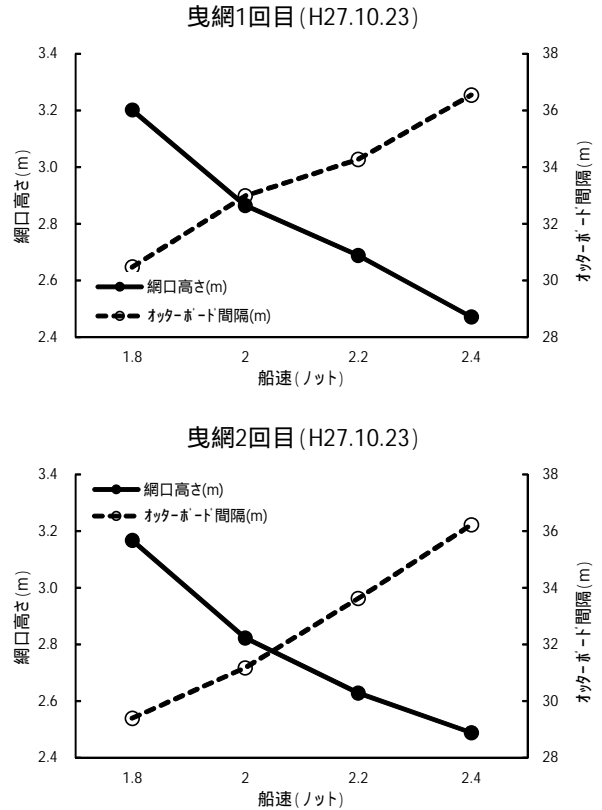 曳網1回目(H27.10.23)
3.4
3.2
3.0
2.8
2.6
2.4
網口高さ(m)
38
36
34
32
30
28
オッターボード間隔(m)
網口高さ(m)
オッターボード間隔(m)
1.8 2 2.2 2.4
船速(ノット)
曳網2回目(H27.10.23)
3.4
3.2
3.0
2.8
2.6
2.4
網口高さ(m)
38
36
34
32
30
28
オッターボード間隔(m)
網口高さ(m)
オッターボード間隔(m)
1.8 2 2.2 2.4
船速(ノット)